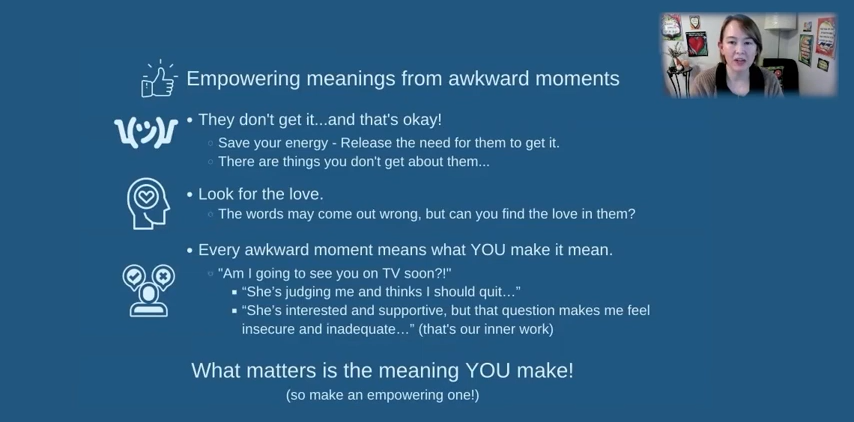 Empowering meanings from awkward moments
• They don't get it...and that's okay!
○ Save your energy - Release the need for them to get it.
○ There are things you don't get about them...
• Look for the love.
○ The words may come out wrong, but can you find the love in them?
• Every awkward moment means what YOU make it mean.
○ "Am I going to see you on TV soon?!"
▪ “She’s judging me and thinks I should quit…”
▪ “She’s interested and supportive, but that question makes me feel
insecure and inadequate…” (that's our inner work)
What matters is the meaning YOU make!
(so make an empowering one!)